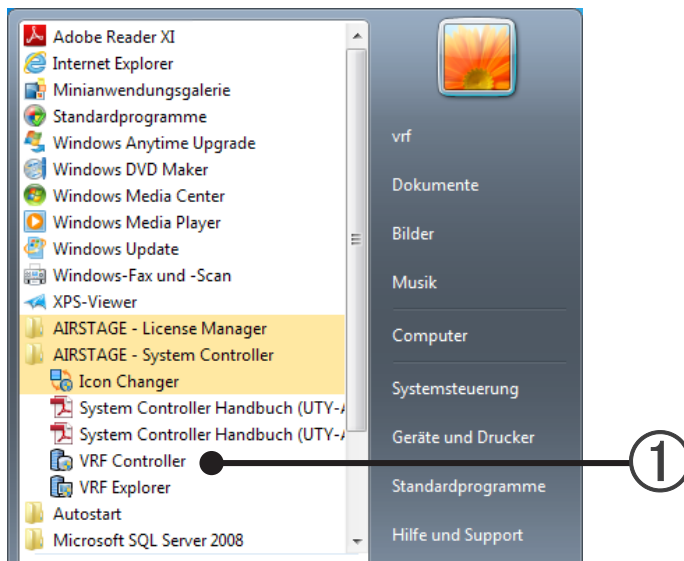 Adobe Reader XI
Internet Explorer
Minianwendungsgalerie
Standardprogramme
Windows Anytime Upgrade
Windows DVD Maker
Windows Media Center
Windows Media Player
Windows Update
Windows-Fax und -Scan
XPS-Viewer
AIRSTAGE - License Manager
AIRSTAGE - System Controller
Icon Changer
System Controller Handbuch (UTY-A
System Controller Handbuch (UTY-A
VRF Controller
VRF Explorer
Autostart
Microsoft SQL Server 2008
vrf
Dokumente
Bilder
Musik
Computer
Systemsteuerung
Geräte und Drucker
Standardprogramme
Hilfe und Support
1